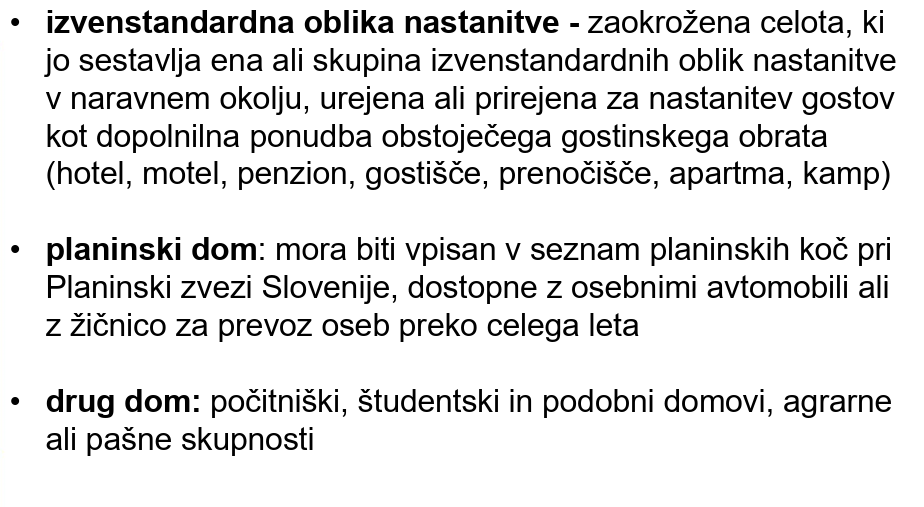 • izvenstandardna oblika nastanitve - zaokrožena celota, ki
jo sestavlja ena ali skupina izvenstandardnih oblik nastanitve
v naravnem okolju, urejena ali prirejena za nastanitev gostov
kot dopolnilna ponudba obstoječega gostinskega obrata
(hotel, motel, penzion, gostišče, prenočišče, apartma, kamp)
• planinski dom: mora biti vpisan v seznam planinskih koč pri
Planinski zvezi Slovenije, dostopne z osebnimi avtomobili ali
z žičnico za prevoz oseb preko celega leta
• drug dom: počitniški, študentski in podobni domovi, agrarne
ali pašne skupnosti